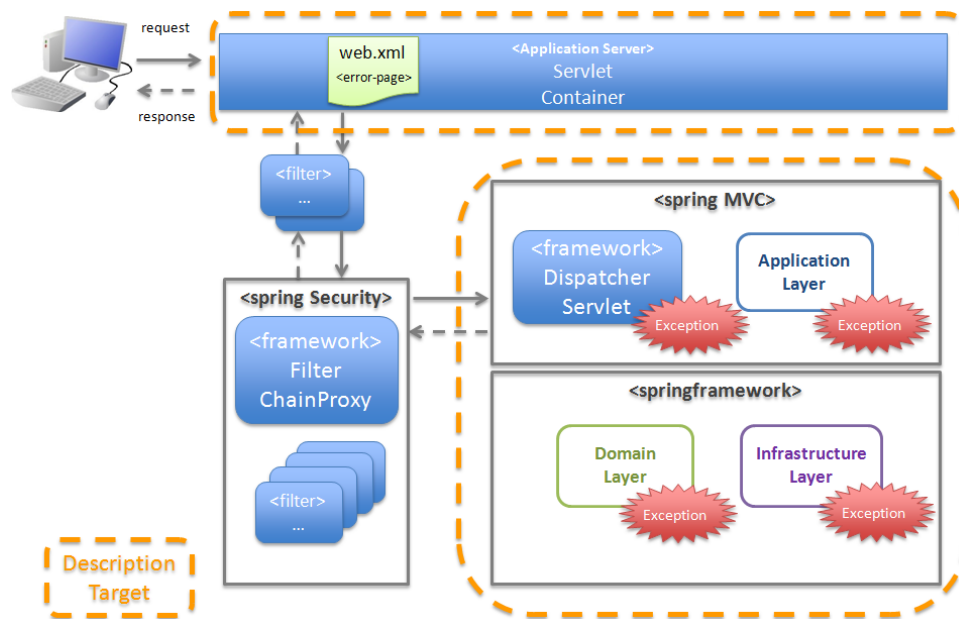 request
response
web.xml
<error-page>
<Application Server>
Servlet
Container
<filter>
...
<spring Security>
<framework>
Filter
ChainProxy
<filter>
...
<spring MVC>
<framework>
Dispatcher
Servlet
Exception
Application
Layer
Exception
<springframework>
Domain
Layer
Exception
Infrastructure
Layer
Exception
Description
Target